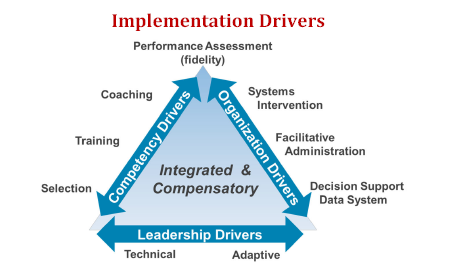 Implementation Drivers
Performance Assessment
(fidelity)
Coaching
Training
Selection
Competency Drivers
Organization Drivers
Systems
Intervention
Facilitative
Administration
Decision Support
Data System
Integrated &
Compensatory
Leadership Drivers
Technical
Adaptive